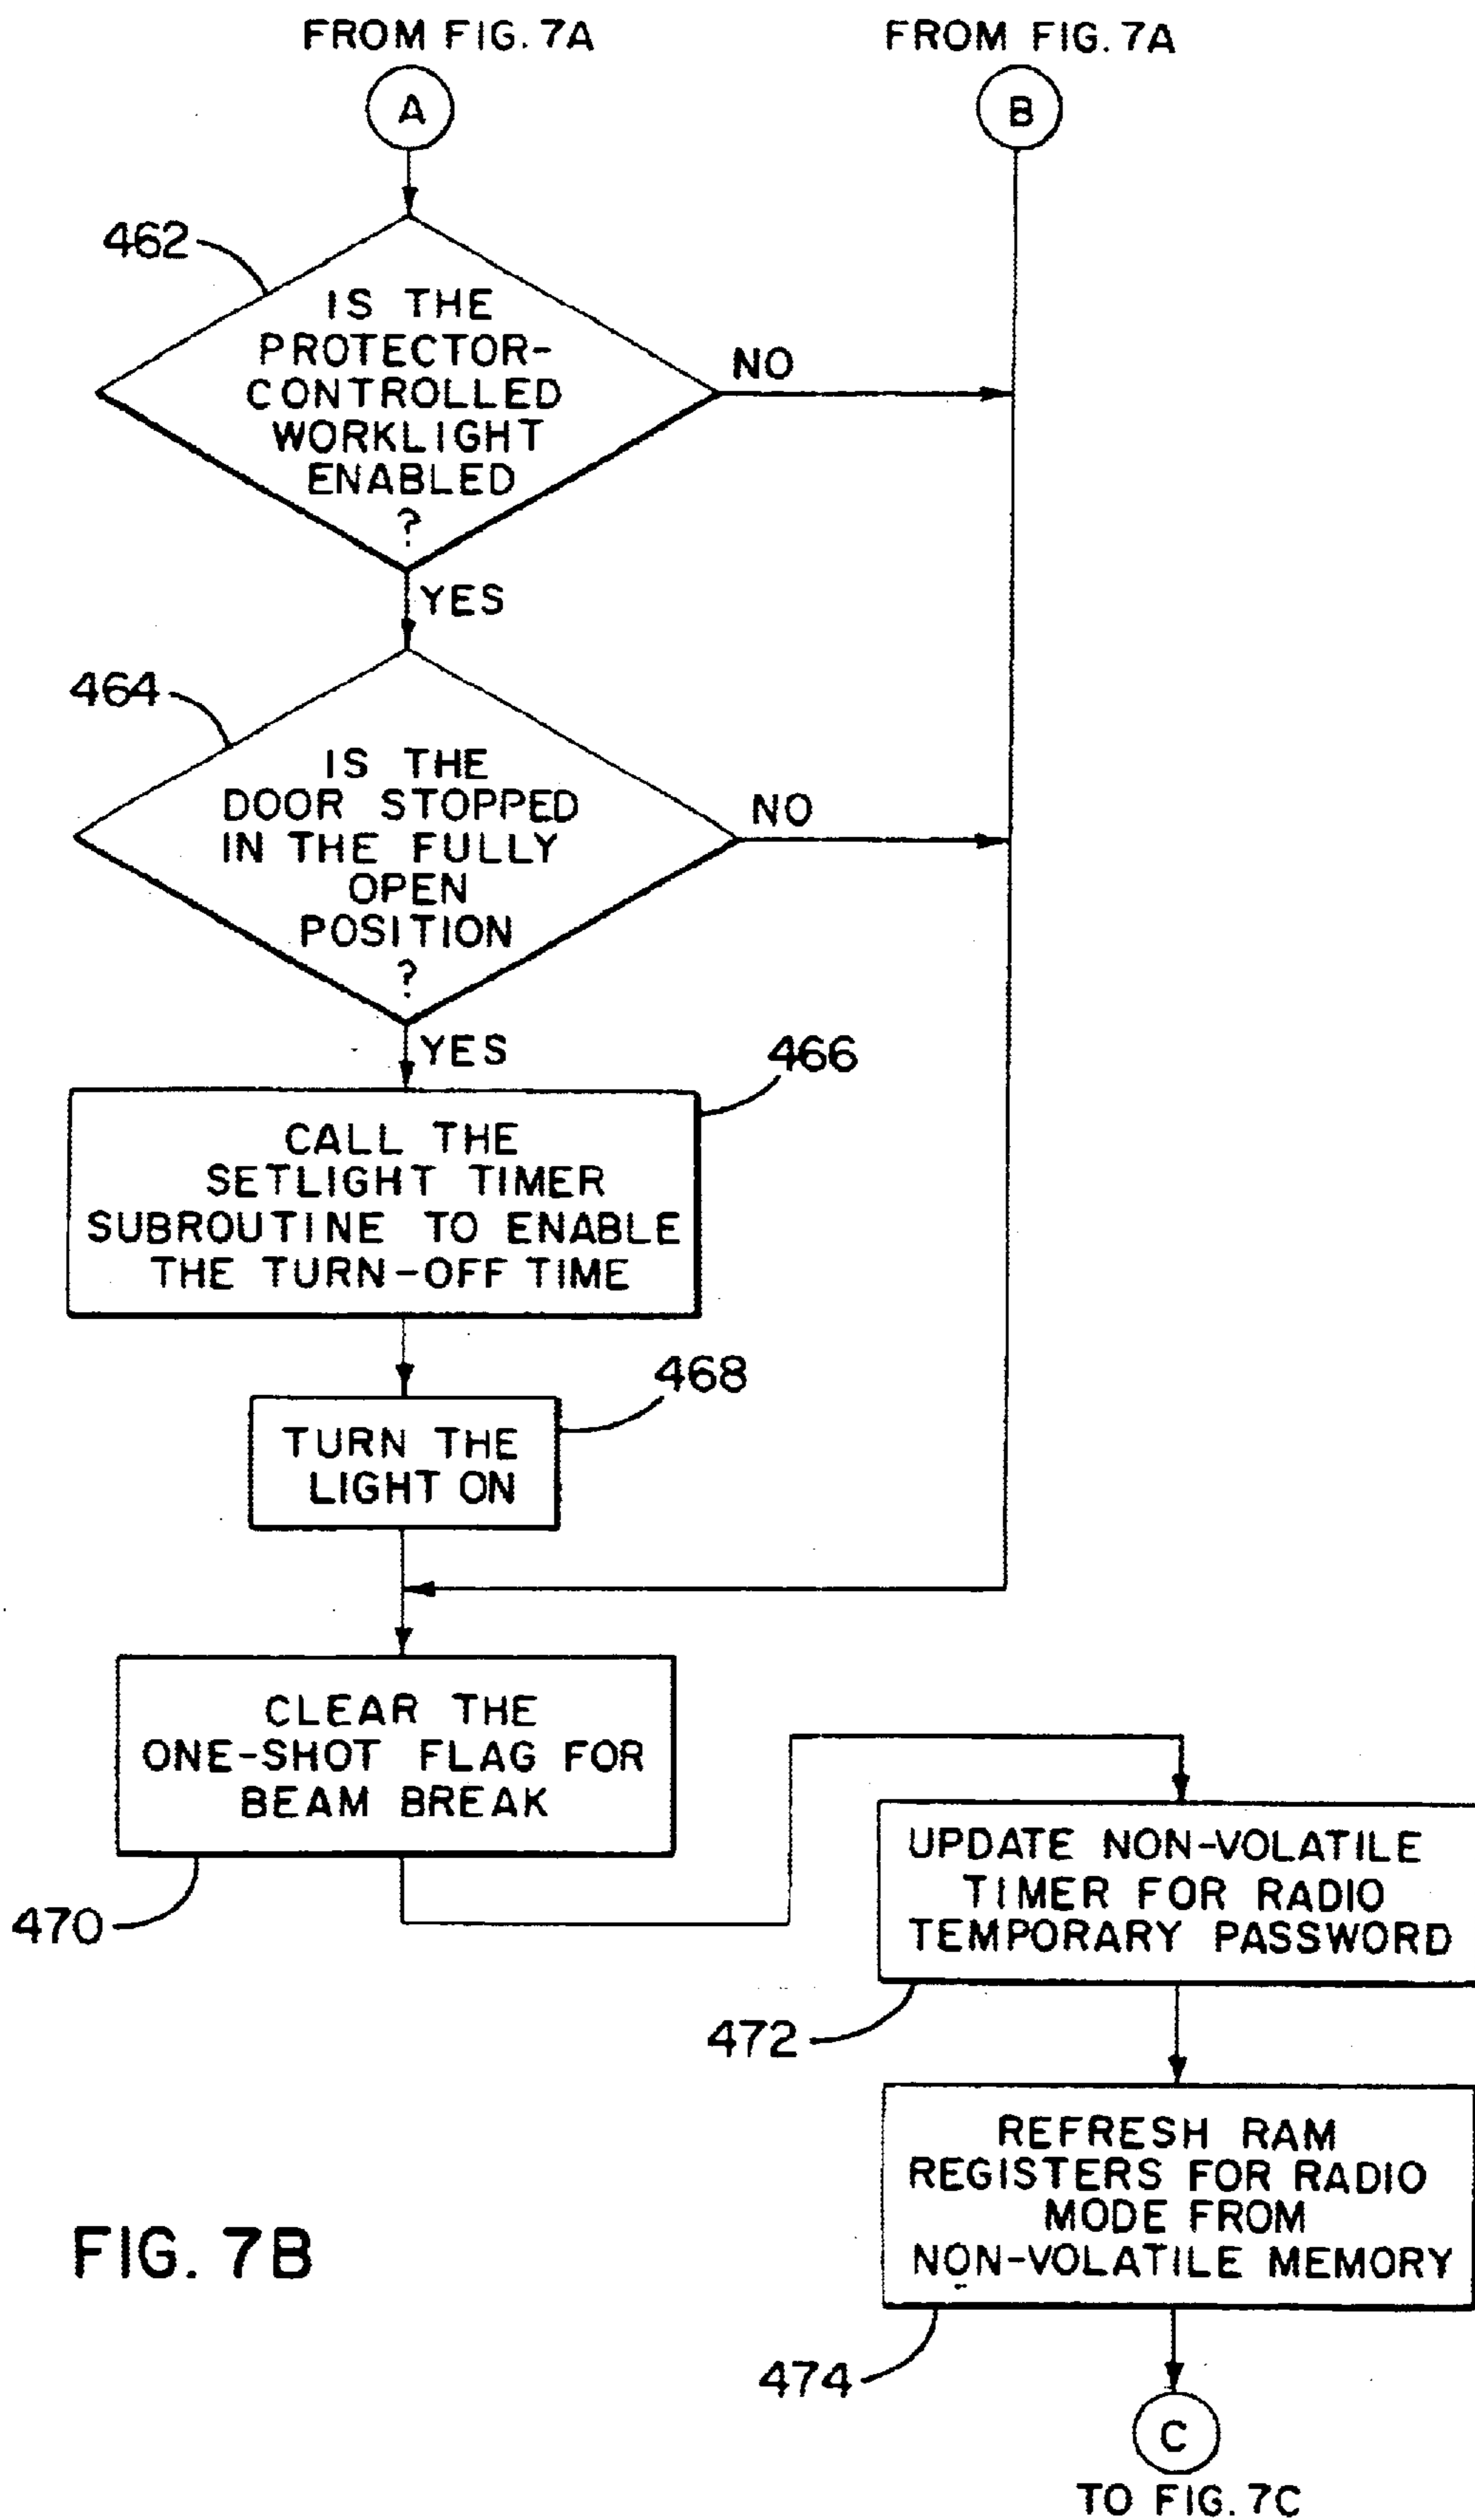 FROM FIG. 7A
FROM FIG. 7A
A
B
462
IS THE
PROTECTOR-
CONTROLLED
WORKLIGHT
ENABLED
?
NO
YES
464
IS THE
DOOR STOPPED
IN THE FULLY
OPEN
POSITION
?
NO
YES
466
CALL THE
SETLIGHT TIMER
SUBROUTINE TO ENABLE
THE TURN-OFF TIME
468
TURN THE
LIGHT ON
CLEAR THE
ONE-SHOT FLAG FOR
BEAM BREAK
470
UPDATE NON-VOLATILE
TIMER FOR RADIO
TEMPORARY PASSWORD
472
REFRESH RAM
REGISTERS FOR RADIO
MODE FROM
NON-VOLATILE MEMORY
474
FIG. 7B
C
TO FIG. 7C